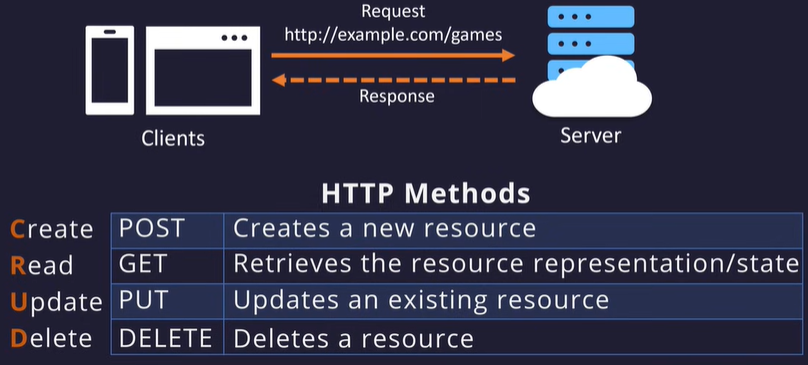 Request
http://example.com/games
Response
Clients
Server
HTTP Methods
Create POST Creates a new resource
Read GET Retrieves the resource representation/state
Update PUT Updates an existing resource
Delete DELETE Deletes a resource